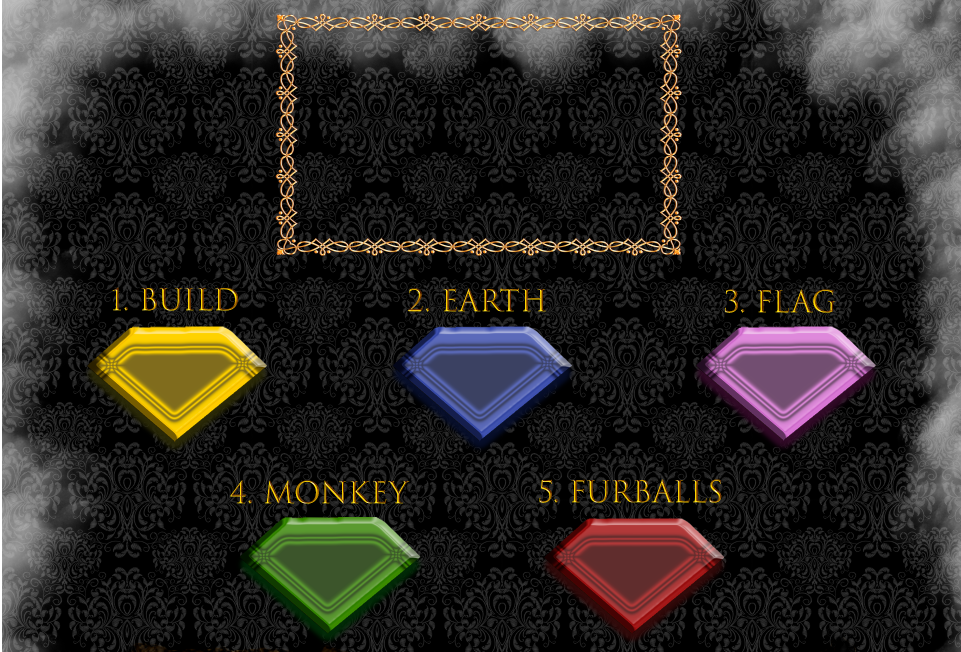 1. BUILD
2. EARTH
3. FLAG
4. MONKEY
5. FURBALLS